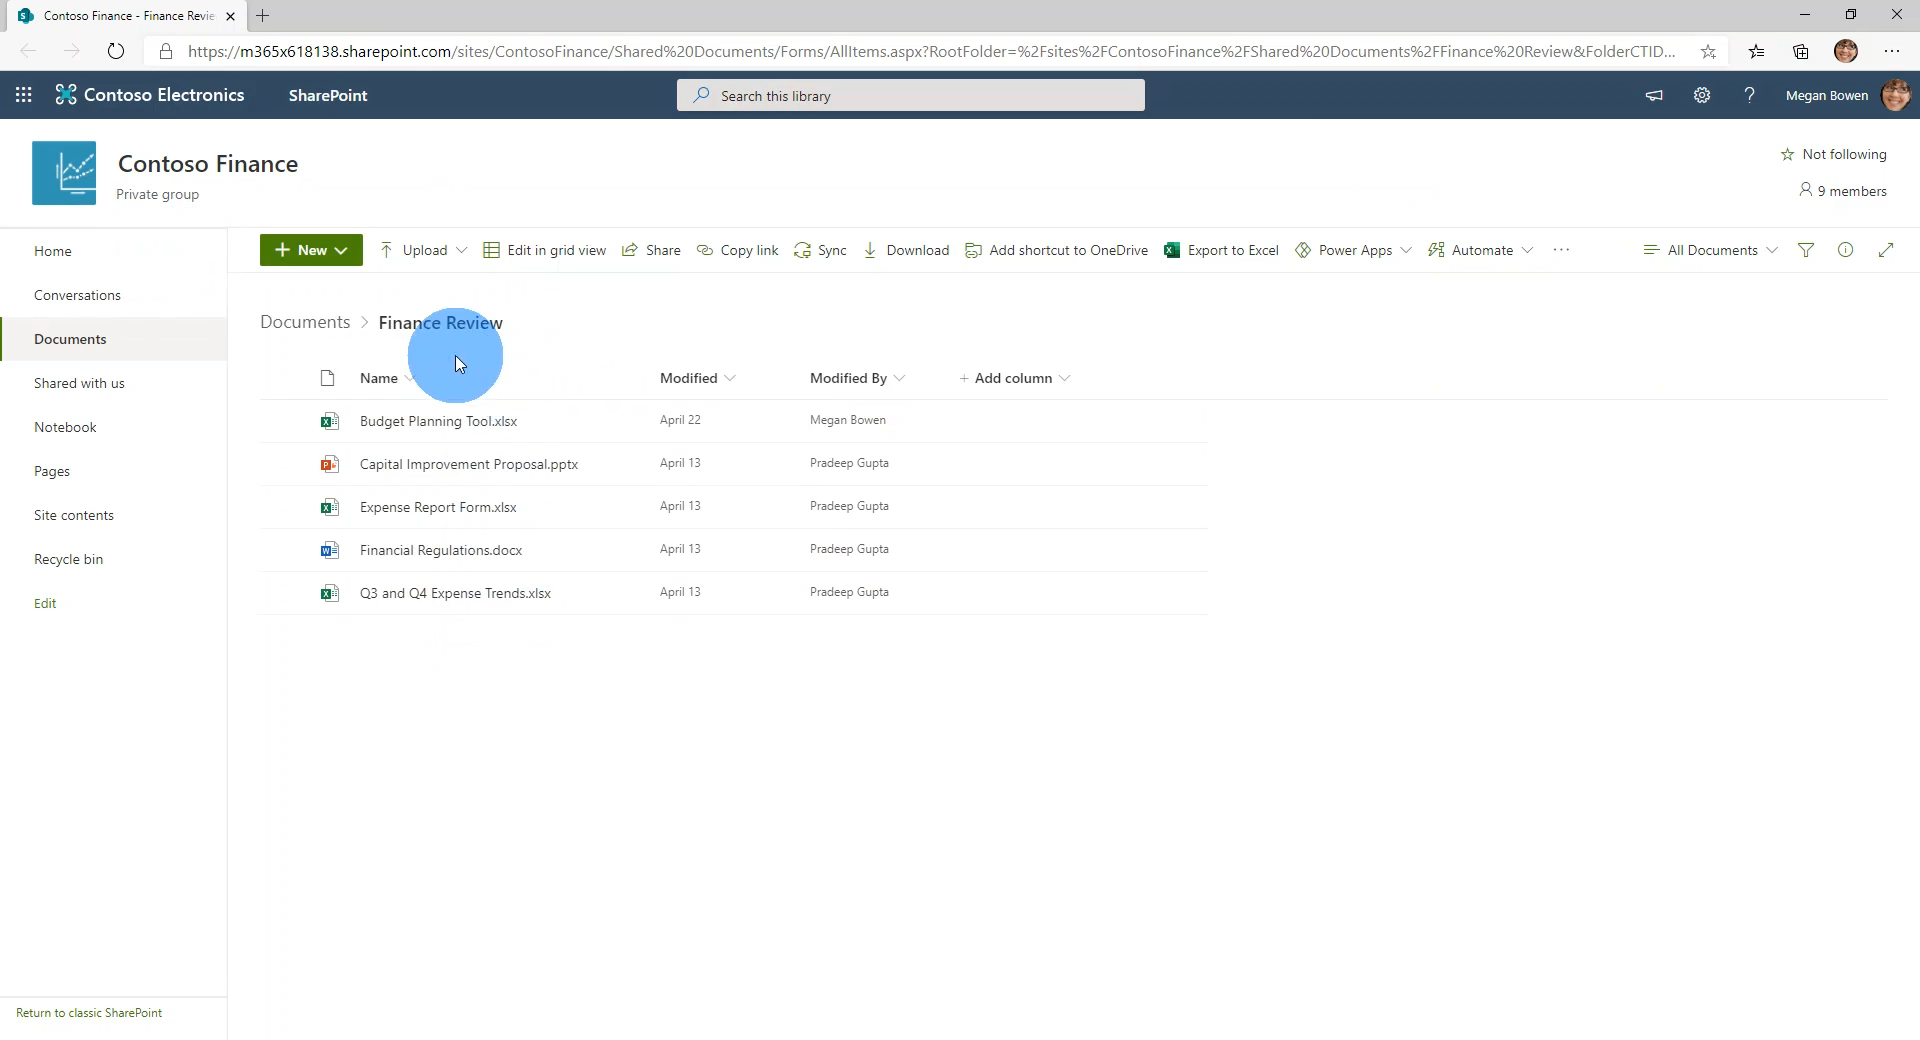 Contoso Finance - Finance Revie
https://m365x618138.sharepoint.com/sites/ContosoFinance/Shared%20Documents/Forms/AllItems.aspx?RootFolder=%2Fsites%2FContosoFinance%2FShared%20Documents%2FFinance%20Review&FolderCTID...
Contoso Electronics SharePoint Search this library Megan Bowen
Contoso Finance
Private group
Not following
9 members
Home
Conversations
Documents
Shared with us
Notebook
Pages
Site contents
Recycle bin
Edit
Return to classic SharePoint
+ New Upload Edit in grid view Share Copy link Sync Download Add shortcut to OneDrive Export to Excel Power Apps Automate ... All Documents
Documents > Finance Review
Name Modified Modified By + Add column
Budget Planning Tool.xlsx April 22 Megan Bowen
Capital Improvement Proposal.pptx April 13 Pradeep Gupta
Expense Report Form.xlsx April 13 Pradeep Gupta
Financial Regulations.docx April 13 Pradeep Gupta
Q3 and Q4 Expense Trends.xlsx April 13 Pradeep Gupta